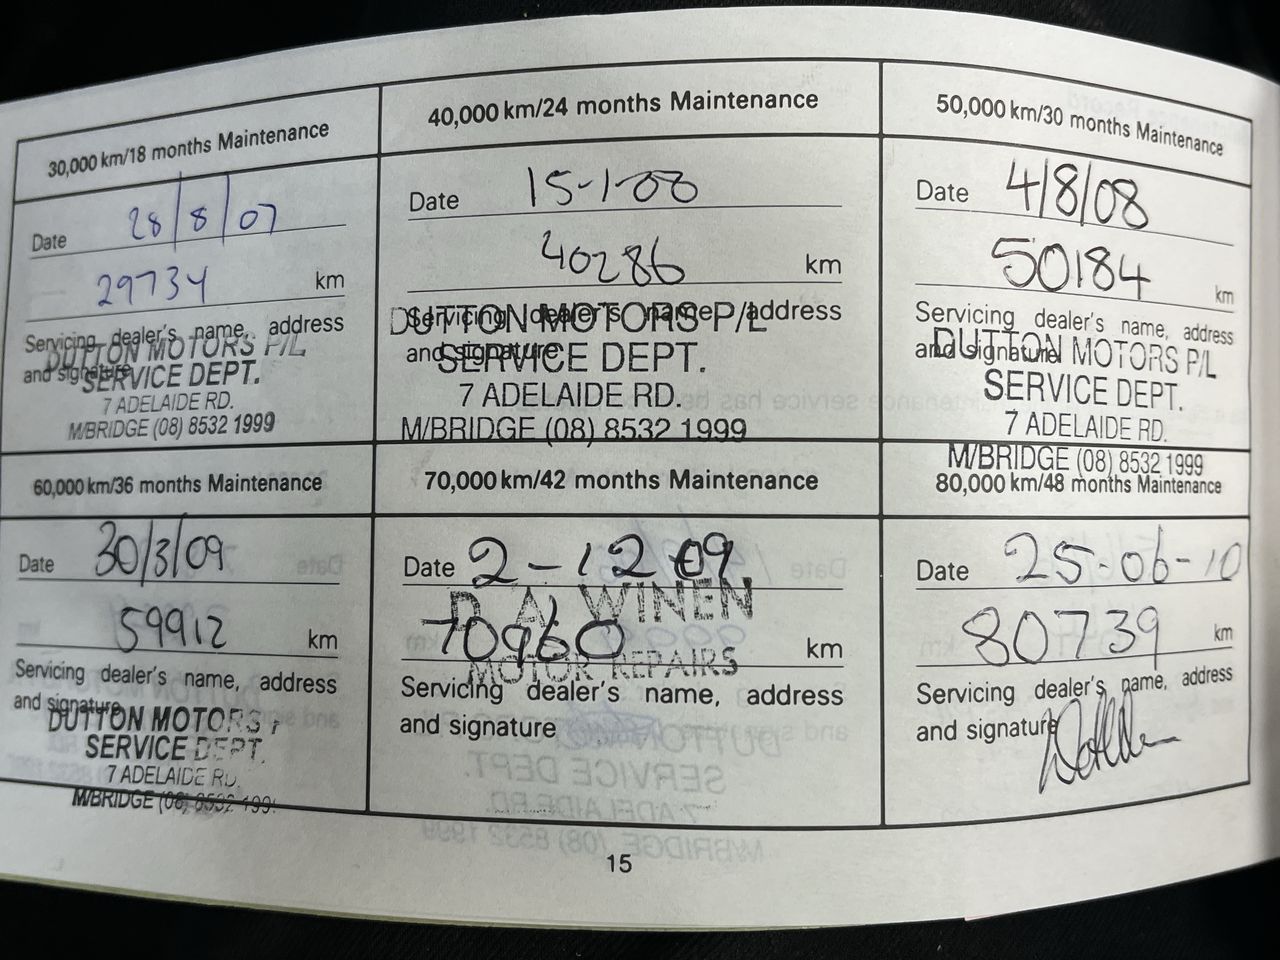 30,000 km/18 months Maintenance
Date 28/8/07
29734 km
Servicing dealer's name, address
and signature
DUTTON MOTORS P/L
SERVICE DEPT.
7 ADELAIDE RD.
M/BRIDGE (08) 8532 1999
40,000 km/24 months Maintenance
Date 15-1-08
40286 km
Servicing dealer's name, address
and signature
DUTTON MOTORS P/L
SERVICE DEPT.
7 ADELAIDE RD.
M/BRIDGE (08) 8532 1999
50,000 km/30 months Maintenance
Date 4/8/08
50184 km
Servicing dealer's name, address
and signature
DUTTON MOTORS P/L
SERVICE DEPT.
7 ADELAIDE RD.
M/BRIDGE (08) 8532 1999
60,000 km/36 months Maintenance
Date 30/3/09
59912 km
Servicing dealer's name, address
and signature
DUTTON MOTORS
SERVICE DEPT.
7 ADELAIDE RD.
M/BRIDGE (08) 8532 199
70,000 km/42 months Maintenance
Date 2-12 09
D. A. WINEN
70960 km
MOTOR REPAIRS
Servicing dealer's name, address
and signature
80,000 km/48 months Maintenance
Date 25-06-10
80739 km
Servicing dealer's name, address
and signature
15